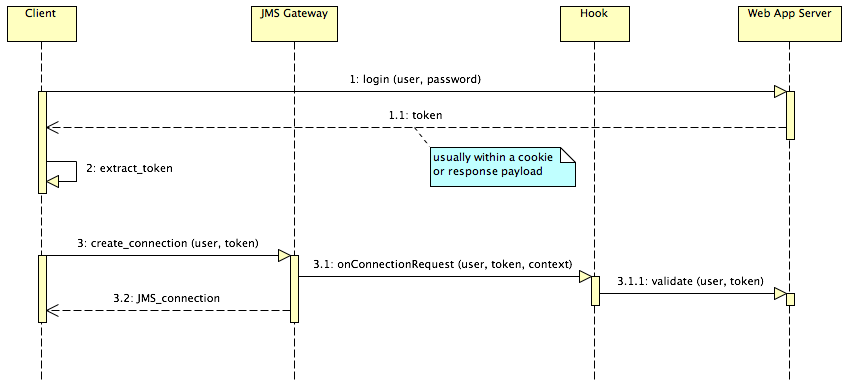 Client
JMS Gateway
Hook
Web App Server
1: login (user, password)
1.1: token
usually within a cookie
or response payload
2: extract_token
3: create_connection (user, token)
3.1: onConnectionRequest (user, token, context)
3.1.1: validate (user, token)
3.2: JMS_connection